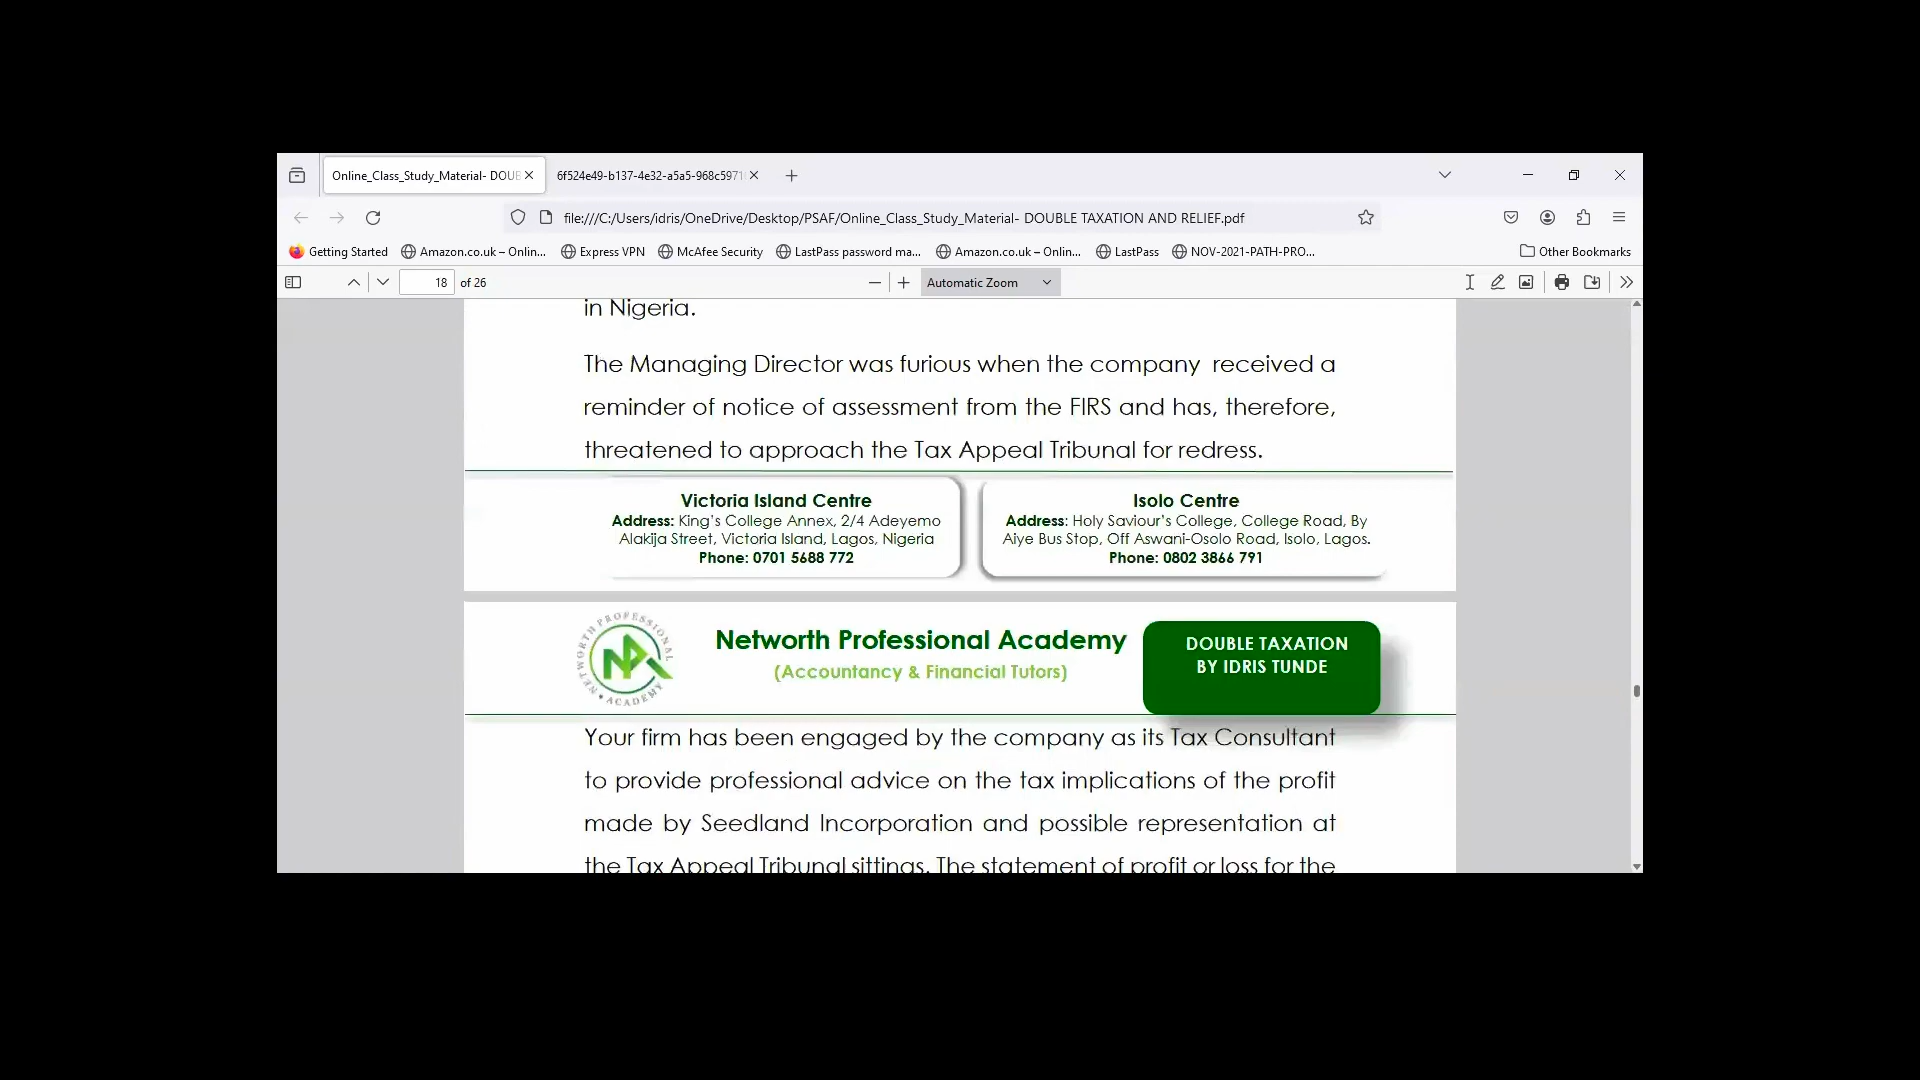 Online_Class_Study_Material- DOUB
6f524e49-b137-4e32-a5a5-968c5971
file:///C:/Users/idris/OneDrive/Desktop/PSAF/Online_Class_Study_Material- DOUBLE TAXATION AND RELIEF.pdf
Getting Started Amazon.co.uk – Onlin... Express VPN McAfee Security LastPass password ma... Amazon.co.uk – Onlin... LastPass NOV-2021-PATH-PRO... Other Bookmarks
18 of 26 Automatic Zoom
in Nigeria.
The Managing Director was furious when the company received a
reminder of notice of assessment from the FIRS and has, therefore,
threatened to approach the Tax Appeal Tribunal for redress.
Victoria Island Centre
Address: King's College Annex, 2/4 Adeyemo
Alakija Street, Victoria Island, Lagos, Nigeria
Phone: 0701 5688 772
Isolo Centre
Address: Holy Saviour's College, College Road, By
Aiye Bus Stop, Off Aswani-Osolo Road, Isolo, Lagos.
Phone: 0802 3866 791
NETWORTH PROFESSIONAL
ACADEMY
Networth Professional Academy
(Accountancy & Financial Tutors)
DOUBLE TAXATION
BY IDRIS TUNDE
Your firm has been engaged by the company as its Tax Consultant
to provide professional advice on the tax implications of the profit
made by Seedland Incorporation and possible representation at
the Tax Appeal Tribunal sittings. The statement of profit or loss for the